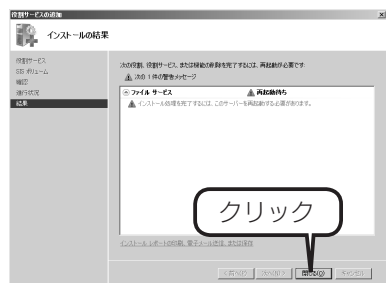 役割サービスの追加
インストールの結果
役割サービス
SIS ボリューム
確認
進行状況
結果
次の役割、役割サービス、または機能の削除を完了するには、再起動が必要です:
次の 1 件の警告メッセージ
ファイル サービス
再起動待ち
インストール処理を完了するには、このサーバーを再起動する必要があります。
クリック
インストール レポートの印刷、電子メール送信、または保存
< 前へ(P)
次へ(N) >
閉じる(O)
キャンセル